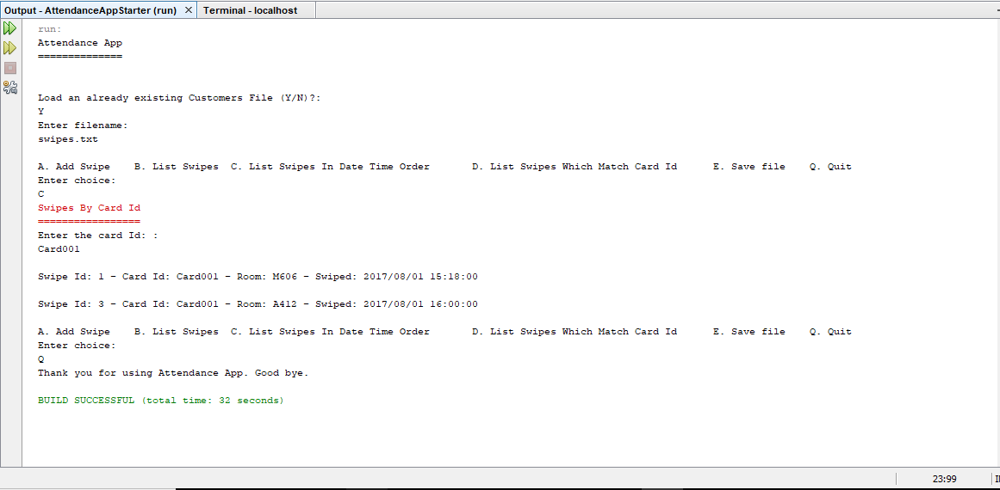 Output - AttendanceAppStarter (run) × Terminal - localhost
run:
Attendance App
==============
Load an already existing Customers File (Y/N)?:
Y
Enter filename:
swipes.txt
A. Add Swipe    B. List Swipes  C. List Swipes In Date Time Order       D. List Swipes Which Match Card Id      E. Save file    Q. Quit
Enter choice:
C
Swipes By Card Id
=================
Enter the card Id: :
Card001
Swipe Id: 1 - Card Id: Card001 - Room: M606 - Swiped: 2017/08/01 15:18:00
Swipe Id: 3 - Card Id: Card001 - Room: A412 - Swiped: 2017/08/01 16:00:00
A. Add Swipe    B. List Swipes  C. List Swipes In Date Time Order       D. List Swipes Which Match Card Id      E. Save file    Q. Quit
Enter choice:
Q
Thank you for using Attendance App. Good bye.
BUILD SUCCESSFUL (total time: 32 seconds)
23:99